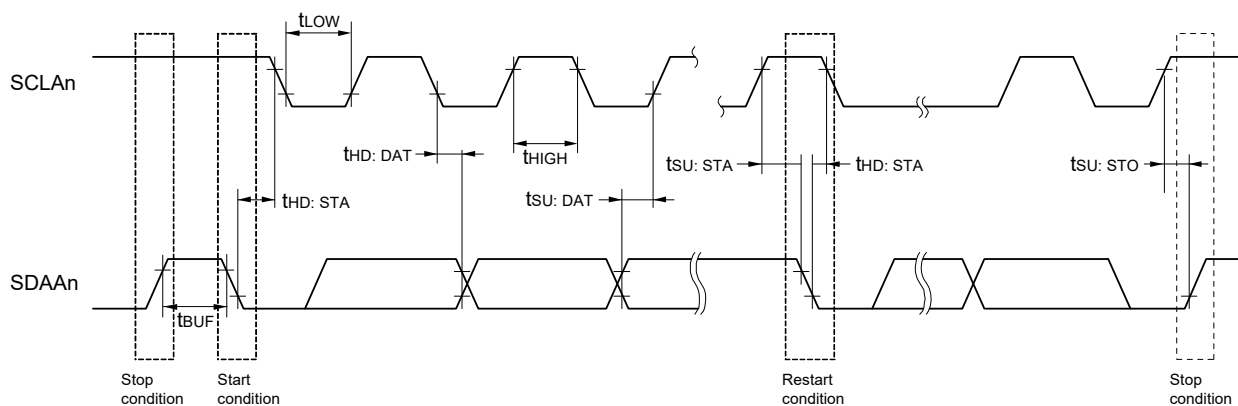 tLOW
SCLAn
tHD: DAT
tHIGH
tSU: STA
tHD: STA
tSU: STO
tHD: STA
tSU: DAT
SDAAn
tBUF
Stop
condition
Start
condition
Restart
condition
Stop
condition